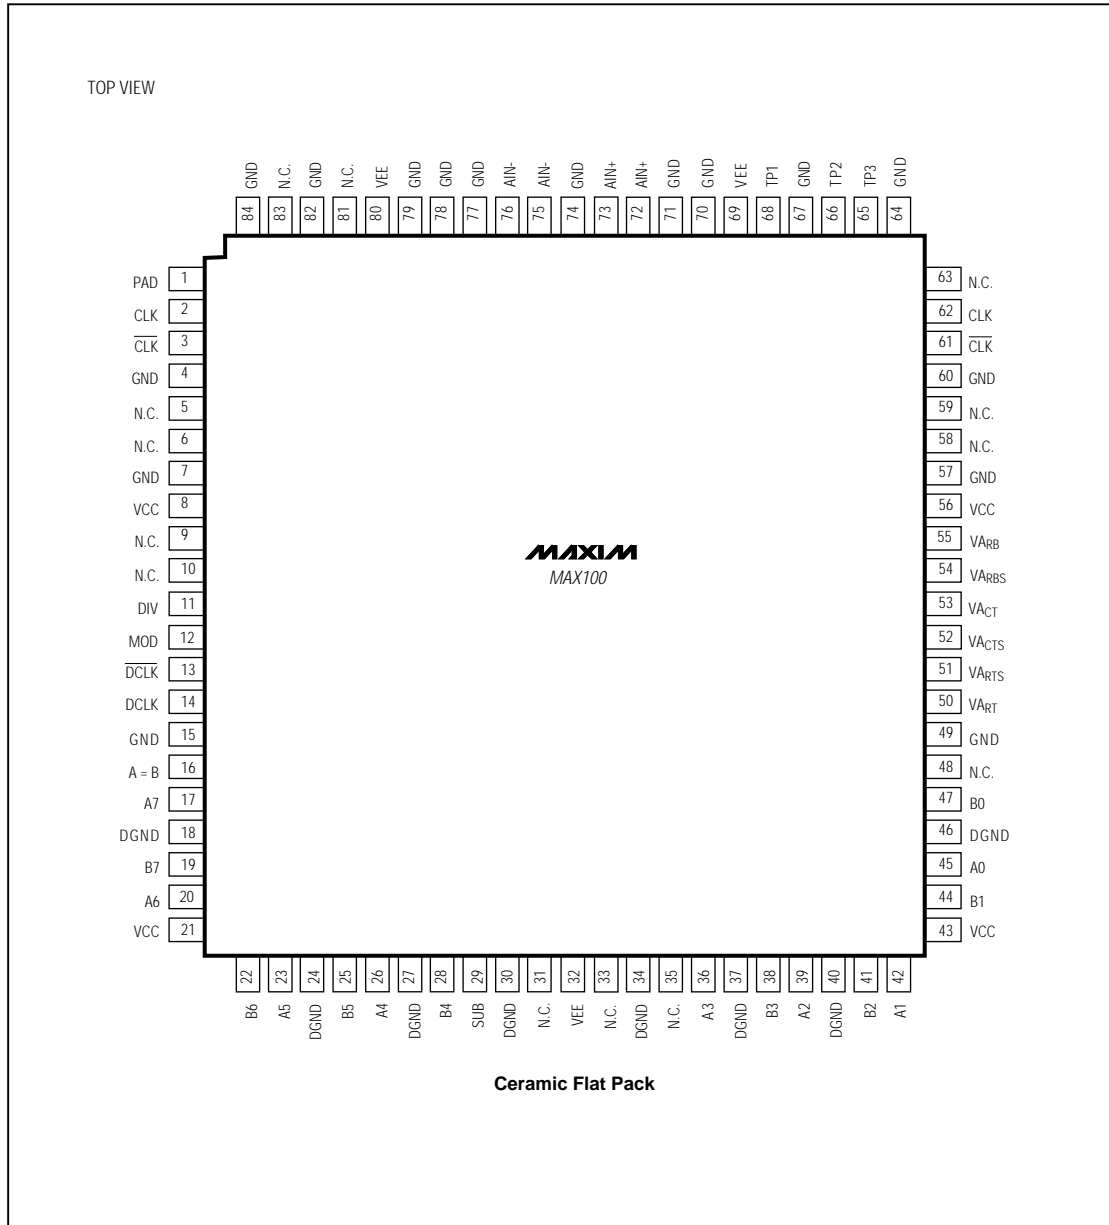 TOP VIEW
GND N.C. GND N.C. VEE GND GND GND AIN- AIN- GND AIN+ AIN+ GND GND VEE TP1 GND TP2 TP3 GND
84 83 82 81 80 79 78 77 76 75 74 73 72 71 70 69 68 67 66 65 64
PAD 1
CLK 2
C̅L̅K̅ 3
GND 4
N.C. 5
N.C. 6
GND 7
VCC 8
N.C. 9
N.C. 10
DIV 11
MOD 12
D̅C̅L̅K̅ 13
DCLK 14
GND 15
A = B 16
A7 17
DGND 18
B7 19
A6 20
VCC 21
MAXIM
MAX100
63 N.C.
62 CLK
61 C̅L̅K̅
60 GND
59 N.C.
58 N.C.
57 GND
56 VCC
55 VARB
54 VARBS
53 VACT
52 VACTS
51 VARTS
50 VART
49 GND
48 N.C.
47 B0
46 DGND
45 A0
44 B1
43 VCC
22 23 24 25 26 27 28 29 30 31 32 33 34 35 36 37 38 39 40 41 42
B6 A5 DGND B5 A4 DGND B4 SUB DGND N.C. VEE N.C. DGND N.C. A3 DGND B3 A2 DGND B2 A1
Ceramic Flat Pack